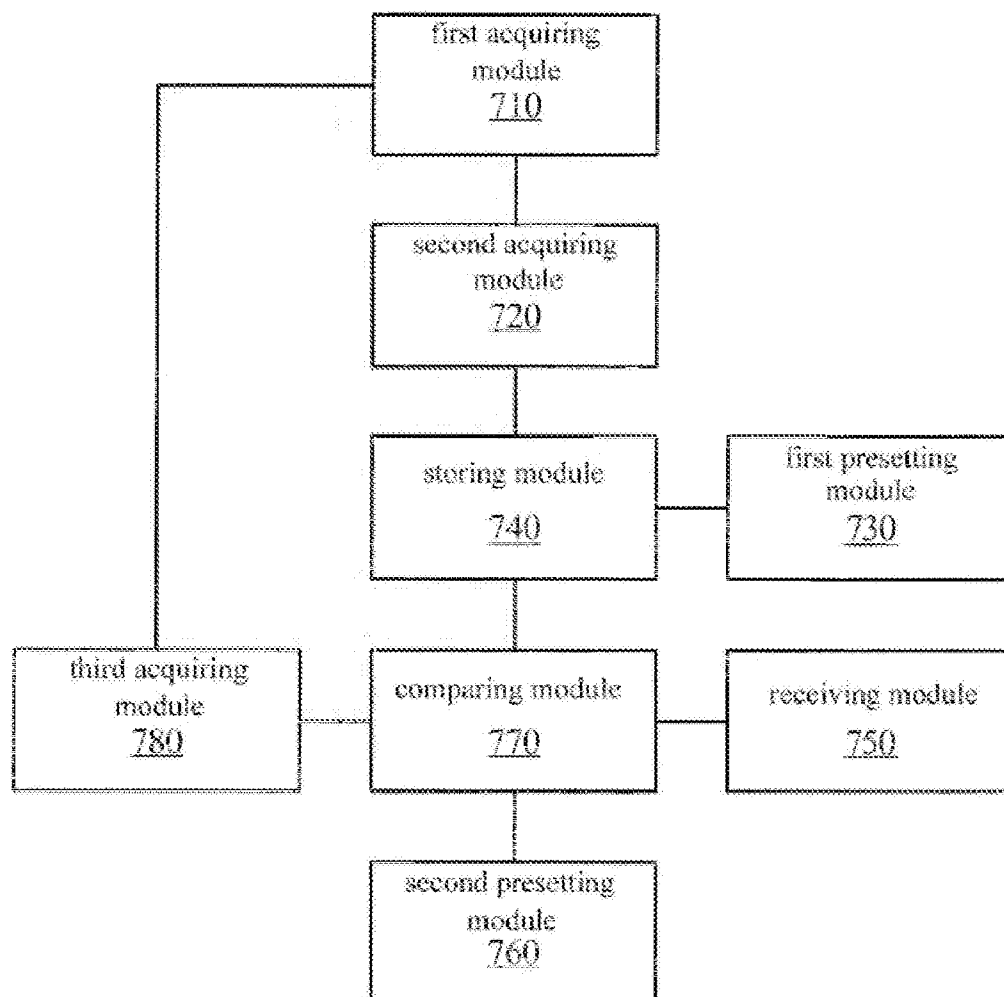 first acquiring
module
710
second acquiring
module
720
storing module
740
first presetting
module
730
third acquiring
module
780
comparing module
770
receiving module
750
second presetting
module
760